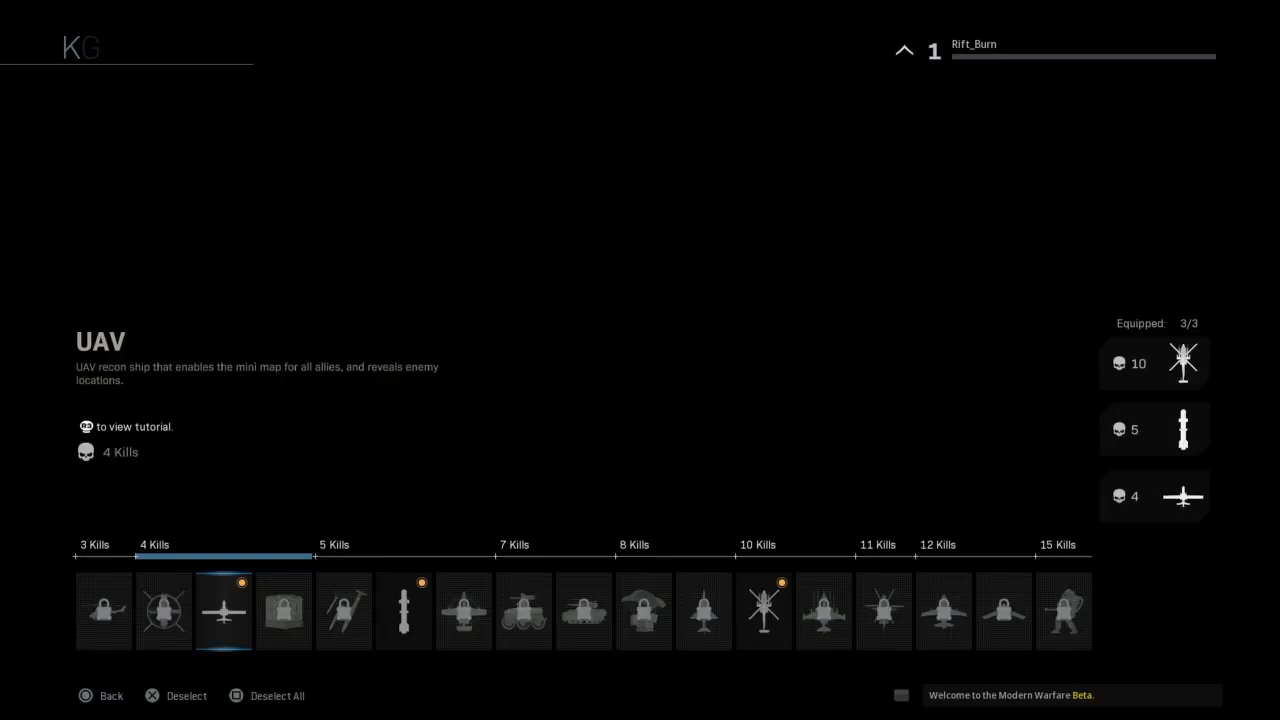 KG
1 Rift_Burn
UAV
UAV recon ship that enables the mini map for all allies, and reveals enemy
locations.
R3 to view tutorial.
4 Kills
Equipped: 3/3
10
5
4
3 Kills 4 Kills 5 Kills 7 Kills 8 Kills 10 Kills 11 Kills 12 Kills 15 Kills
Back Deselect Deselect All
Welcome to the Modern Warfare Beta.